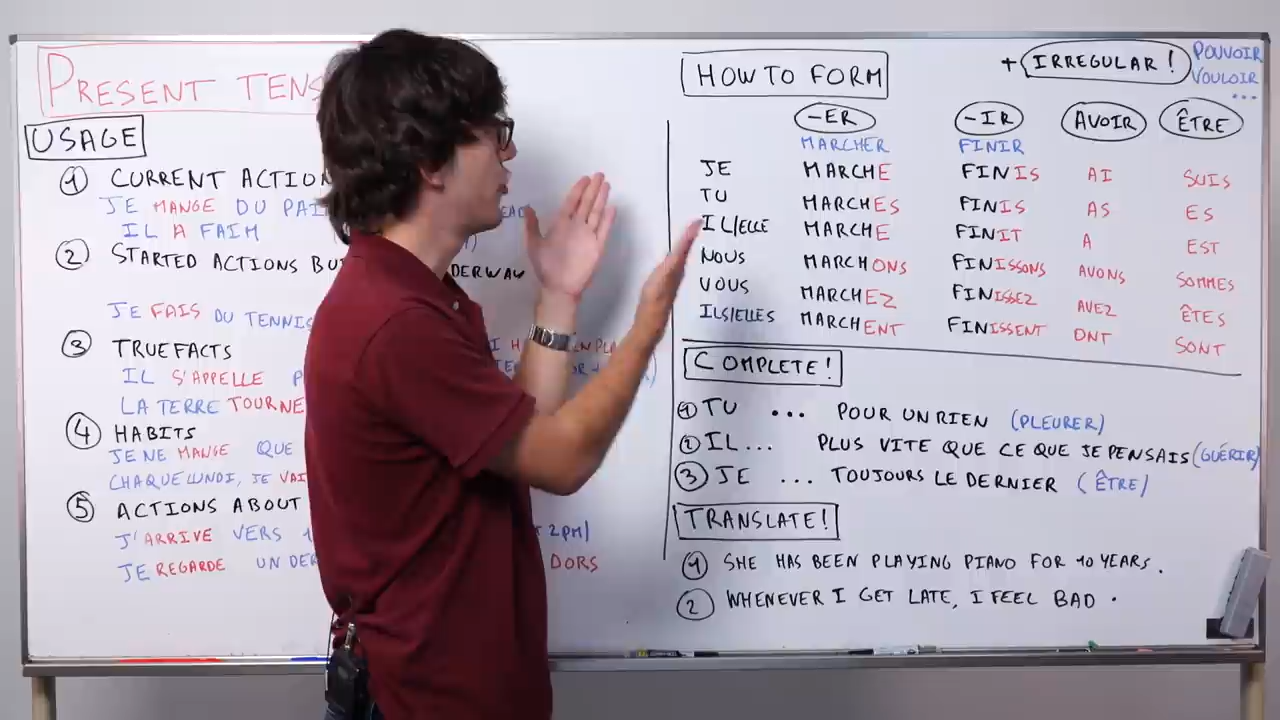 PRESENT TENS
USAGE
1 CURRENT ACTION
JE MANGE DU PAI
IL A FAIM
2 STARTED ACTIONS BU DERWAY
JE FAIS DU TENNIS
3 TRUE FACTS
IL S'APPELLE P
LA TERRE TOURNE
4 HABITS
JE NE MANGE QUE
CHAQUE LUNDI, JE VAI
5 ACTIONS ABOUT
J'ARRIVE VERS 1 2PM
JE REGARDE UN DER DORS
HOW TO FORM
+ IRREGULAR! POUVOIR
VOULOIR
...
-ER -IR AVOIR ÊTRE
MARCHER FINIR
JE MARCHE FINIS AI SUIS
TU MARCHES FINIS AS ES
IL/ELLE MARCHE FINIT A EST
NOUS MARCHONS FINISSONS AVONS SOMMES
VOUS MARCHEZ FINISSEZ AVEZ ÊTES
ILS/ELLES MARCHENT FINISSENT ONT SONT
COMPLETE!
1 TU ... POUR UN RIEN (PLEURER)
2 IL ... PLUS VITE QUE CE QUE JE PENSAIS (GUÉRIR)
3 JE ... TOUJOURS LE DERNIER (ÊTRE)
TRANSLATE!
1 SHE HAS BEEN PLAYING PIANO FOR 10 YEARS.
2 WHENEVER I GET LATE, I FEEL BAD.